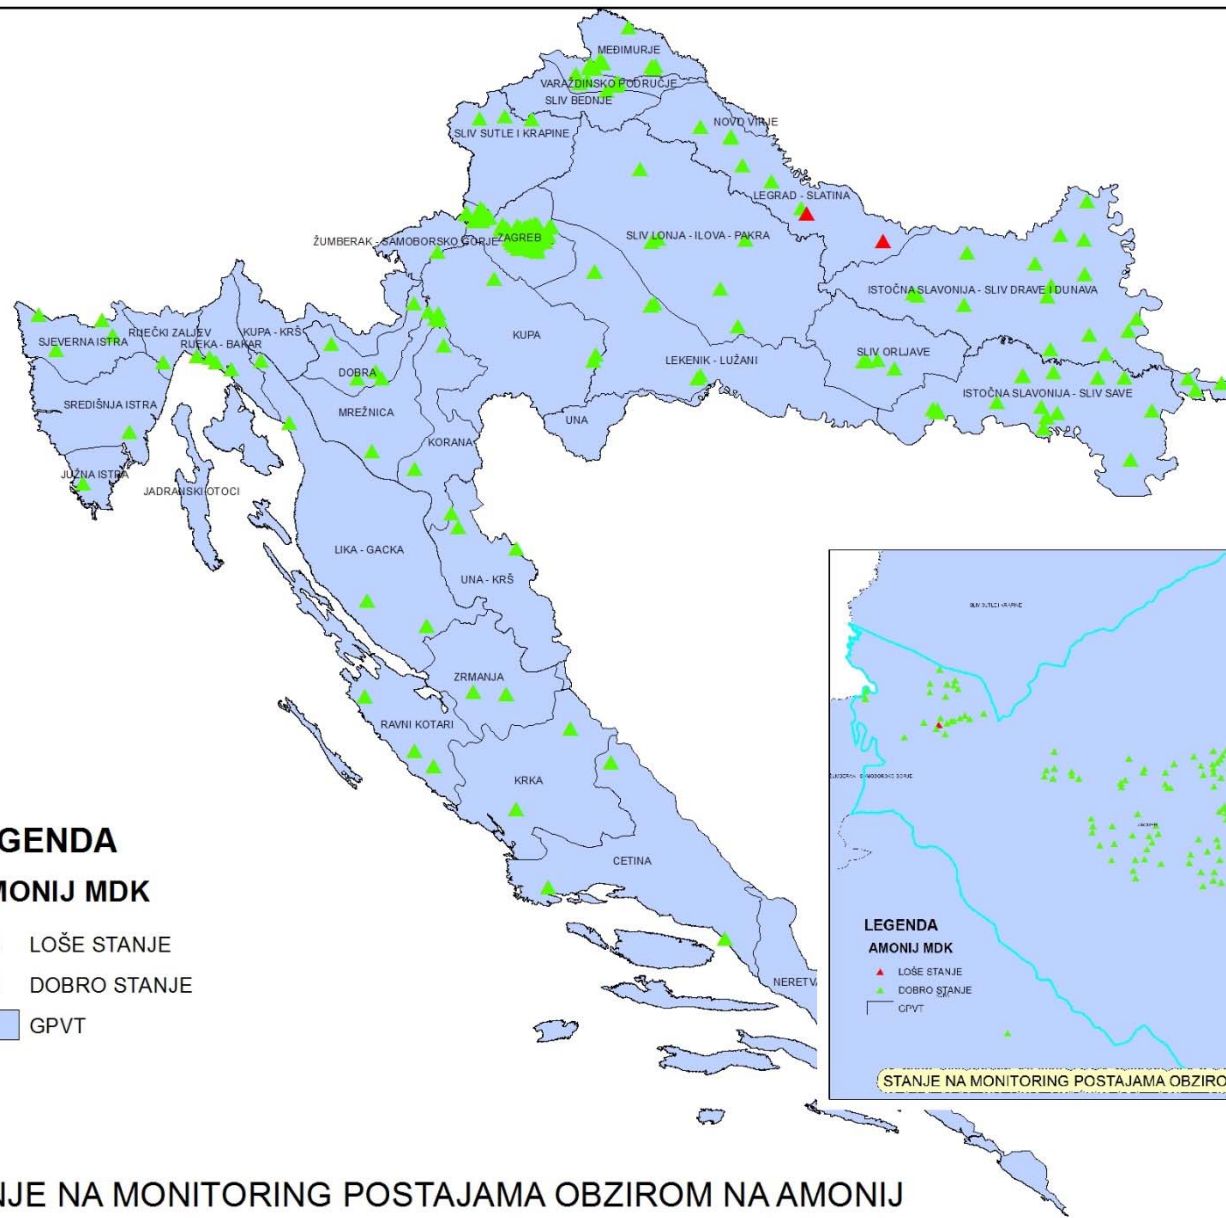 MEĐIMURJE
VARAŽDINSKO PODRUČJE
SLIV BEDNJE
NOVO VIRJE
SLIV SUTLE I KRAPINE
LEGRAD - SLATINA
ŽUMBERAK - SAMOBORSKO GORJE
ZAGREB
SLIV LONJA - ILOVA - PAKRA
ISTOČNA SLAVONIJA - SLIV DRAVE I DUNAVA
SJEVERNA ISTRA
RIJEČKI ZALJEV
KUPA - KRŠ
RIJEKA - BAKAR
KUPA
DOBRA
LEKENIK - LUŽANI
SLIV ORLJAVE
ISTOČNA SLAVONIJA - SLIV SAVE
SREDIŠNJA ISTRA
MREŽNICA
UNA
KORANA
JUŽNA ISTRA
JADRANSKI OTOCI
LIKA - GACKA
UNA - KRŠ
ZRMANJA
RAVNI KOTARI
KRKA
CETINA
NERETVA
GENDA
MONIJ MDK
LOŠE STANJE
DOBRO STANJE
GPVT
SLIV SUTLE I KRAPINE
LEGENDA
AMONIJ MDK
LOŠE STANJE
DOBRO STANJE
GPVT
STANJE NA MONITORING POSTAJAMA OBZIRO
NJE NA MONITORING POSTAJAMA OBZIROM NA AMONIJ